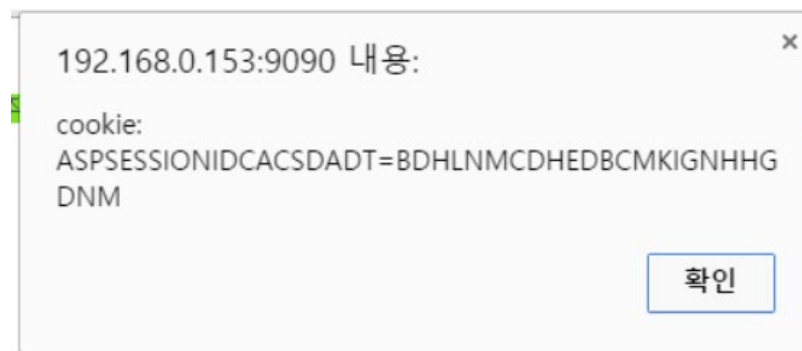 192.168.0.153:9090 내용:
cookie:
ASPSESSIONIDCACSDADT=BDHLNMCDHEDBCMKIGNHHG
DNM
확인